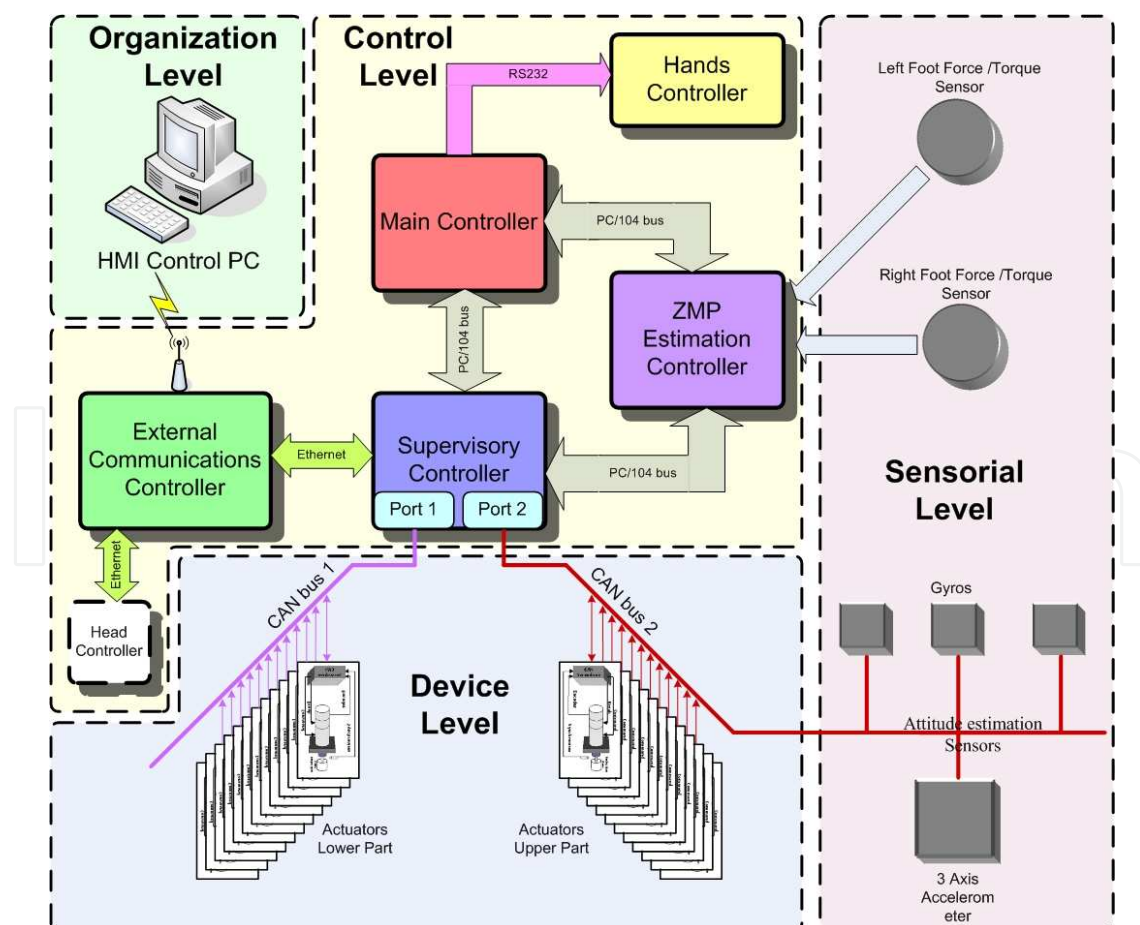 Organization
Level
HMI Control PC
Control
Level
RS232
Hands
Controller
Main Controller
PC/104 bus
ZMP
Estimation
Controller
PC/104 bus
External
Communications
Controller
Ethernet
Supervisory
Controller
Port 1
Port 2
PC/104 bus
Ethernet
Head
Controller
Left Foot Force /Torque
Sensor
Right Foot Force /Torque
Sensor
Sensorial
Level
Gyros
Attitude estimation
Sensors
3 Axis
Accelerom
eter
CAN bus 1
CAN bus 2
Device
Level
Actuators
Lower Part
Actuators
Upper Part